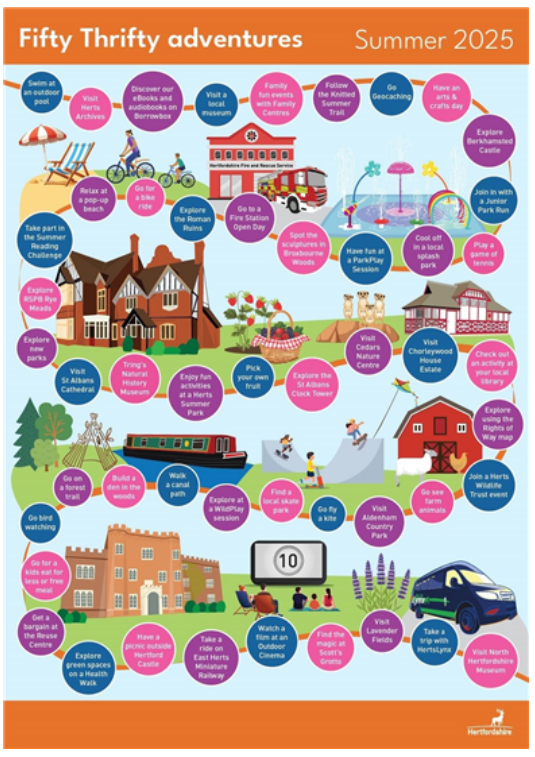 Fifty Thrifty adventures
Summer 2025
Swim at
an outdoor
pool
Visit
Herts
Archives
Discover our
eBooks and
audiobooks on
Borrowbox
Visit a
local
museum
Family
fun events
with Family
Centres
Follow
the Knitted
Summer
Trail
Go
Geocaching
Have an
arts &
crafts day
Explore
Berkhamsted
Castle
Join in with
a Junior
Park Run
Play a
game of
tennis
Cool off
in a local
splash
park
Have fun at
a ParkPlay
Session
Spot the
sculptures in
Broxbourne
Woods
Go to a
Fire Station
Open Day
Hertfordshire Fire and Rescue Service
Explore
the Roman
Ruins
Go for
a bike
ride
Relax at
a pop-up
beach
Take part in
the Summer
Reading
Challenge
Explore
RSPB Rye
Meads
Explore
new
parks
Visit
St Albans
Cathedral
Tring's
Natural
History
Museum
Enjoy fun
activities
at a Herts
Summer
Park
Pick
your own
fruit
Explore the
St Albans
Clock Tower
Visit
Cedars
Nature
Centre
Visit
Chorleywood
House
Estate
Check out
an activity at
your local
library
Explore
using the
Rights of
Way map
Join a Herts
Wildlife
Trust event
Go see
farm
animals
Visit
Aldenham
Country
Park
Go fly
a kite
Find a
local skate
park
Explore at
a WildPlay
session
Walk
a canal
path
Build a
den in the
woods
Go on
a forest
trail
Go bird
watching
Go for a
kids eat for
less or free
meal
Get a
bargain at
the Reuse
Centre
Explore
green spaces
on a Health
Walk
Have a
picnic outside
Hertford
Castle
Take a
ride on
East Herts
Miniature
Railway
Watch a
film at an
Outdoor
Cinema
10
Find the
magic at
Scott's
Grotto
Visit
Lavender
Fields
Take a
trip with
HertsLynx
Visit North
Hertfordshire
Museum
Hertfordshire